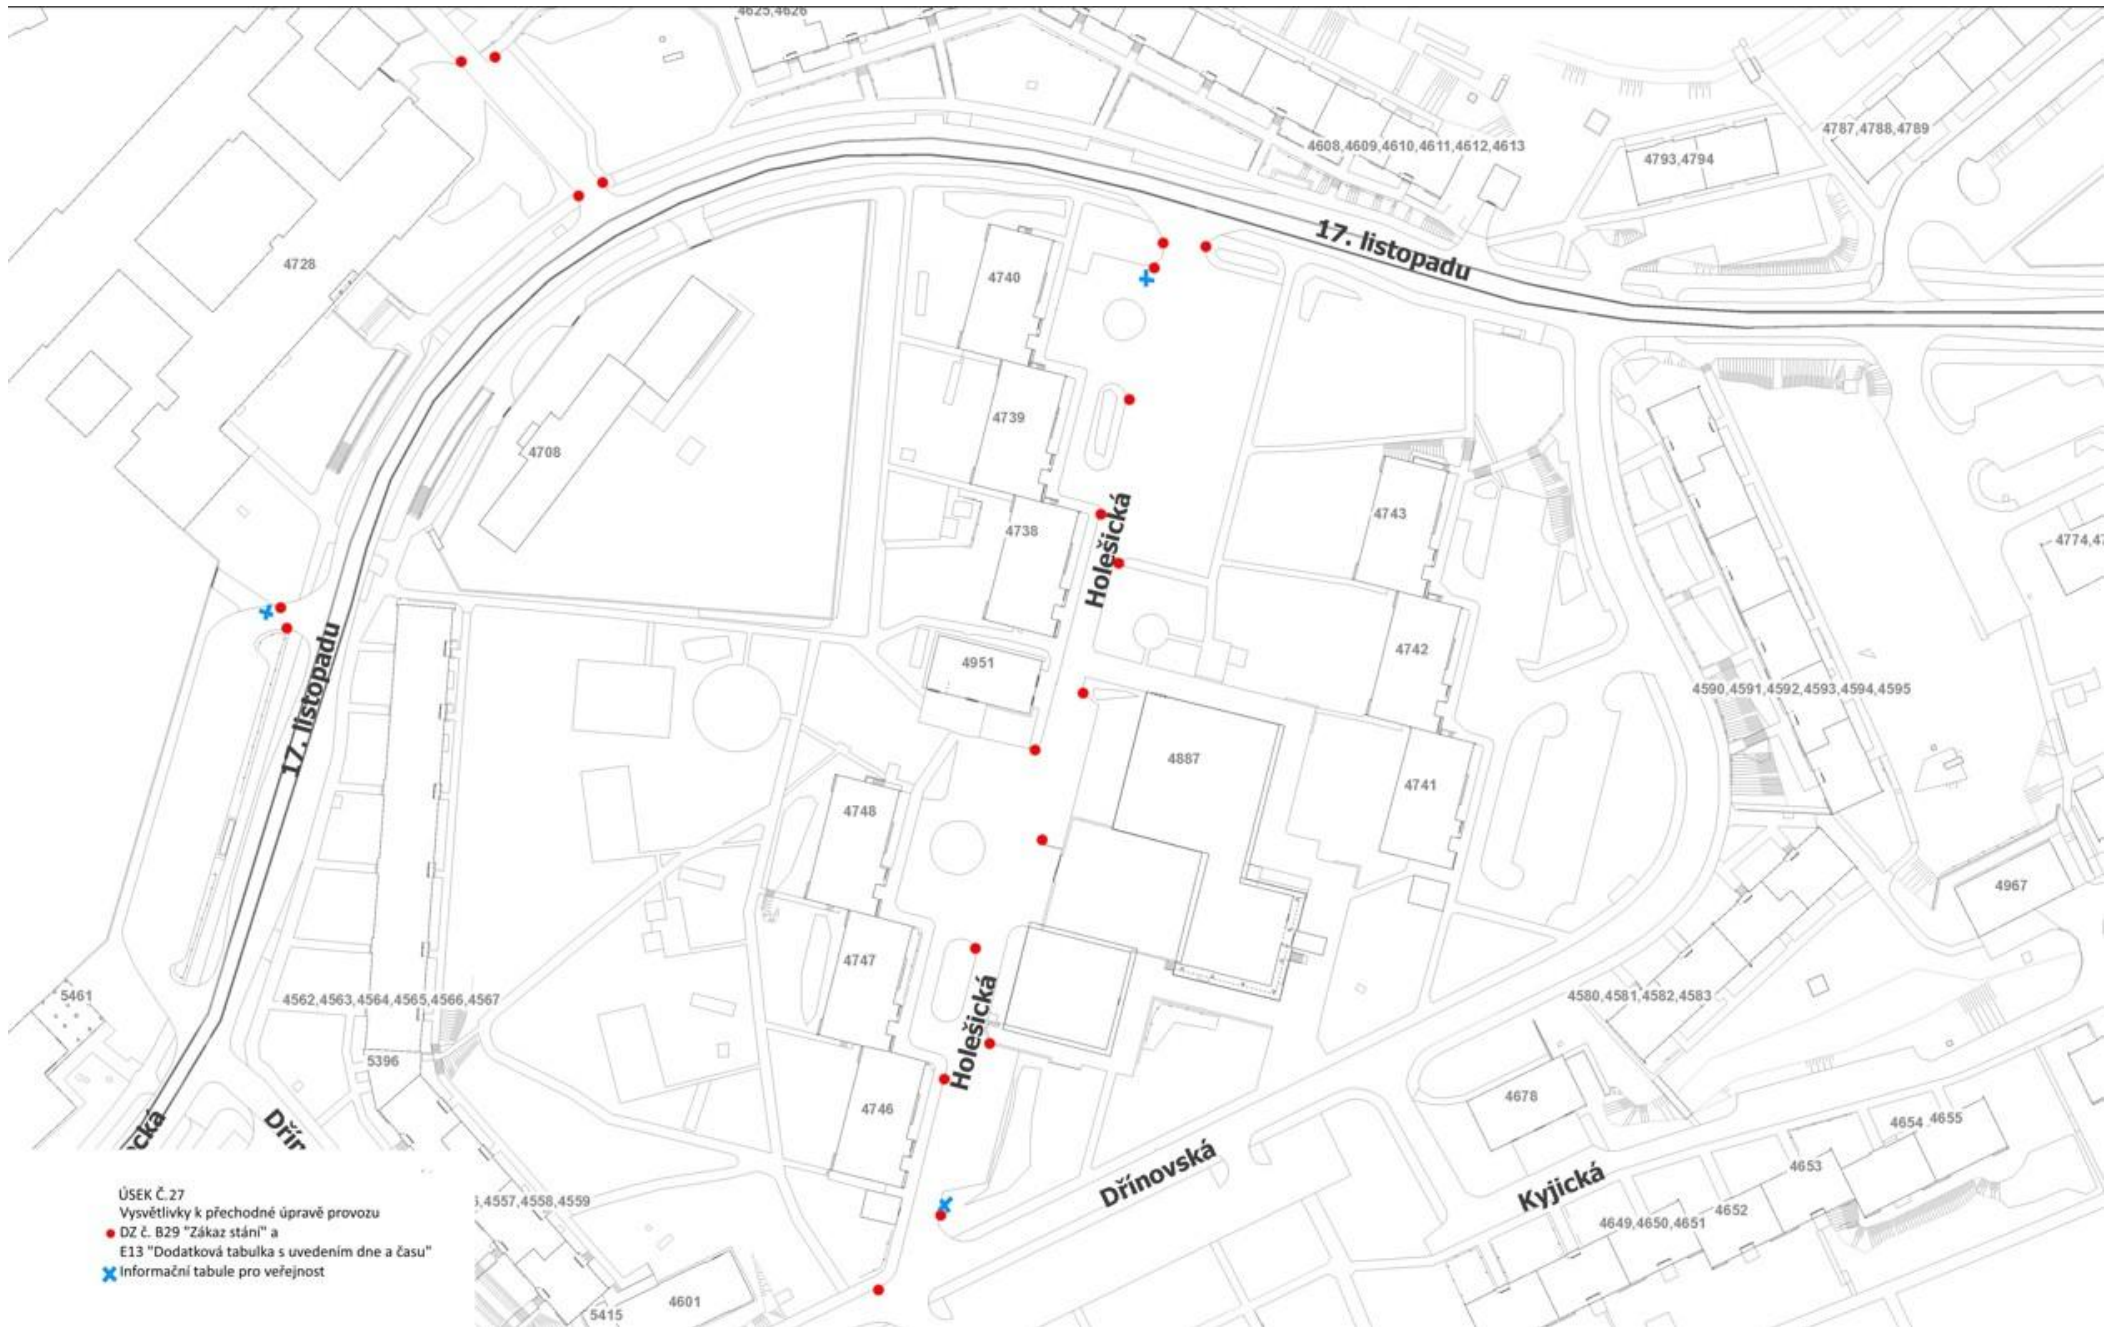 4625,4626
4608,4609,4610,4611,4612,4613
4787,4788,4789
4793,4794
17. listopadu
4728
4740
4739
4708
4738
4743
Holešická
4742
4951
17. listopadu
4590,4591,4592,4593,4594,4595
4887
4741
4748
4967
4747
5461
4562,4563,4564,4565,4566,4567
4580,4581,4582,4583
Holešická
5396
4746
4678
4654
4655
Dřínovská
4653
Kyjická
4652
4649,4650,4651
,4557,4558,4559
4601
5415
ÚSEK Č.27
Vysvětlivky k přechodné úpravě provozu
DZ č. B29 "Zákaz stání" a
E13 "Dodatková tabulka s uvedením dne a času"
Informační tabule pro veřejnost